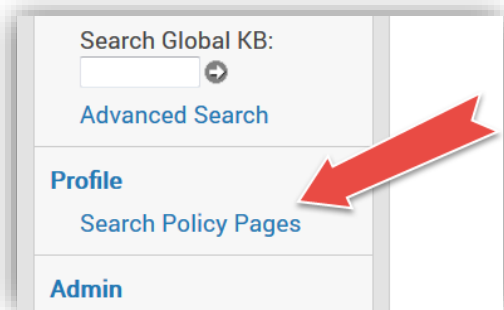 Search Global KB:
Advanced Search
Profile
Search Policy Pages
Admin